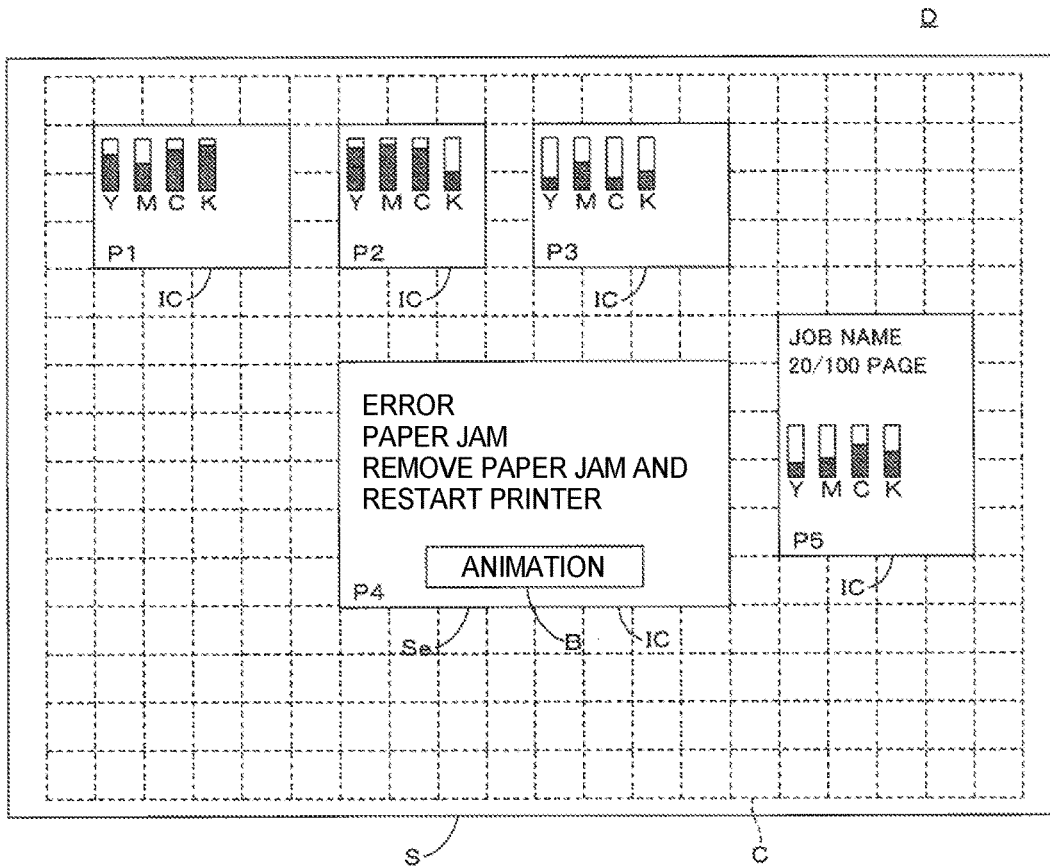 D
Y M C K
P1
IC
Y M C K
P2
IC
Y M C K
P3
IC
JOB NAME
20/100 PAGE
Y M C K
P5
IC
ERROR
PAPER JAM
REMOVE PAPER JAM AND
RESTART PRINTER
ANIMATION
P4
Se
B
IC
S
C